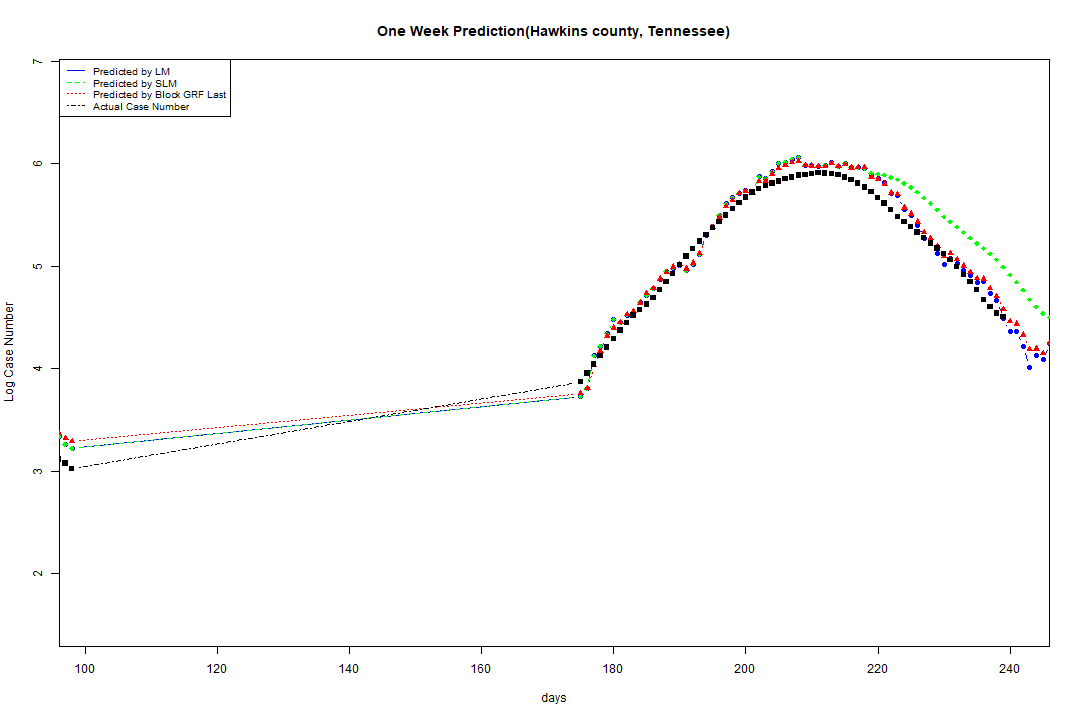 One Week Prediction(Hawkins county, Tennessee)
Predicted by LM
Predicted by SLM
Predicted by Block GRF Last
Actual Case Number
7
6
5
4
3
2
Log Case Number
100 120 140 160 180 200 220 240
days